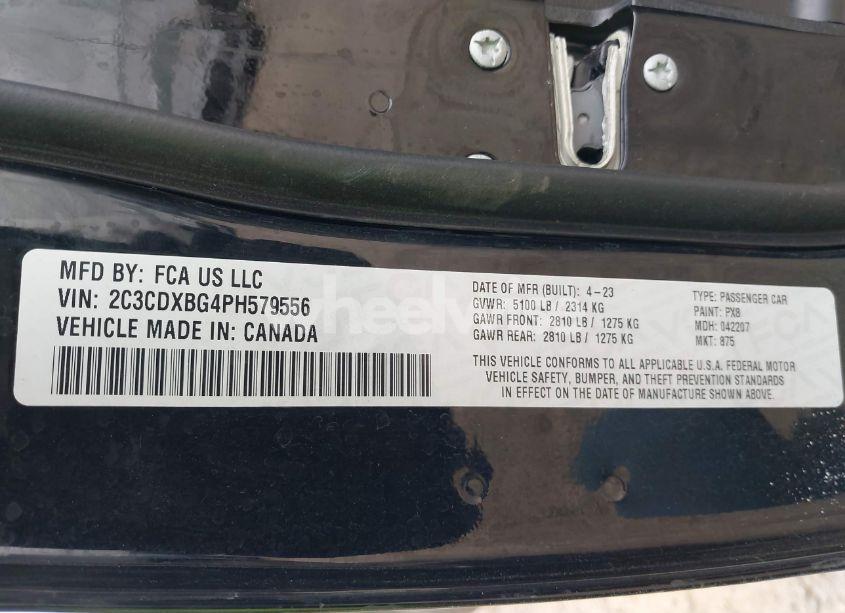 MFD BY: FCA US LLC
VIN: 2C3CDXBG4PH579556
VEHICLE MADE IN: CANADA
DATE OF MFR (BUILT): 4-23
GVWR: 5100 LB / 2314 KG
GAWR FRONT: 2810 LB / 1275 KG
GAWR REAR: 2810 LB / 1275 KG
TYPE: PASSENGER CAR
PAINT: PX8
MDH: 042207
MKT: 875
THIS VEHICLE CONFORMS TO ALL APPLICABLE U.S.A. FEDERAL MOTOR
VEHICLE SAFETY, BUMPER, AND THEFT PREVENTION STANDARDS
IN EFFECT ON THE DATE OF MANUFACTURE SHOWN ABOVE.